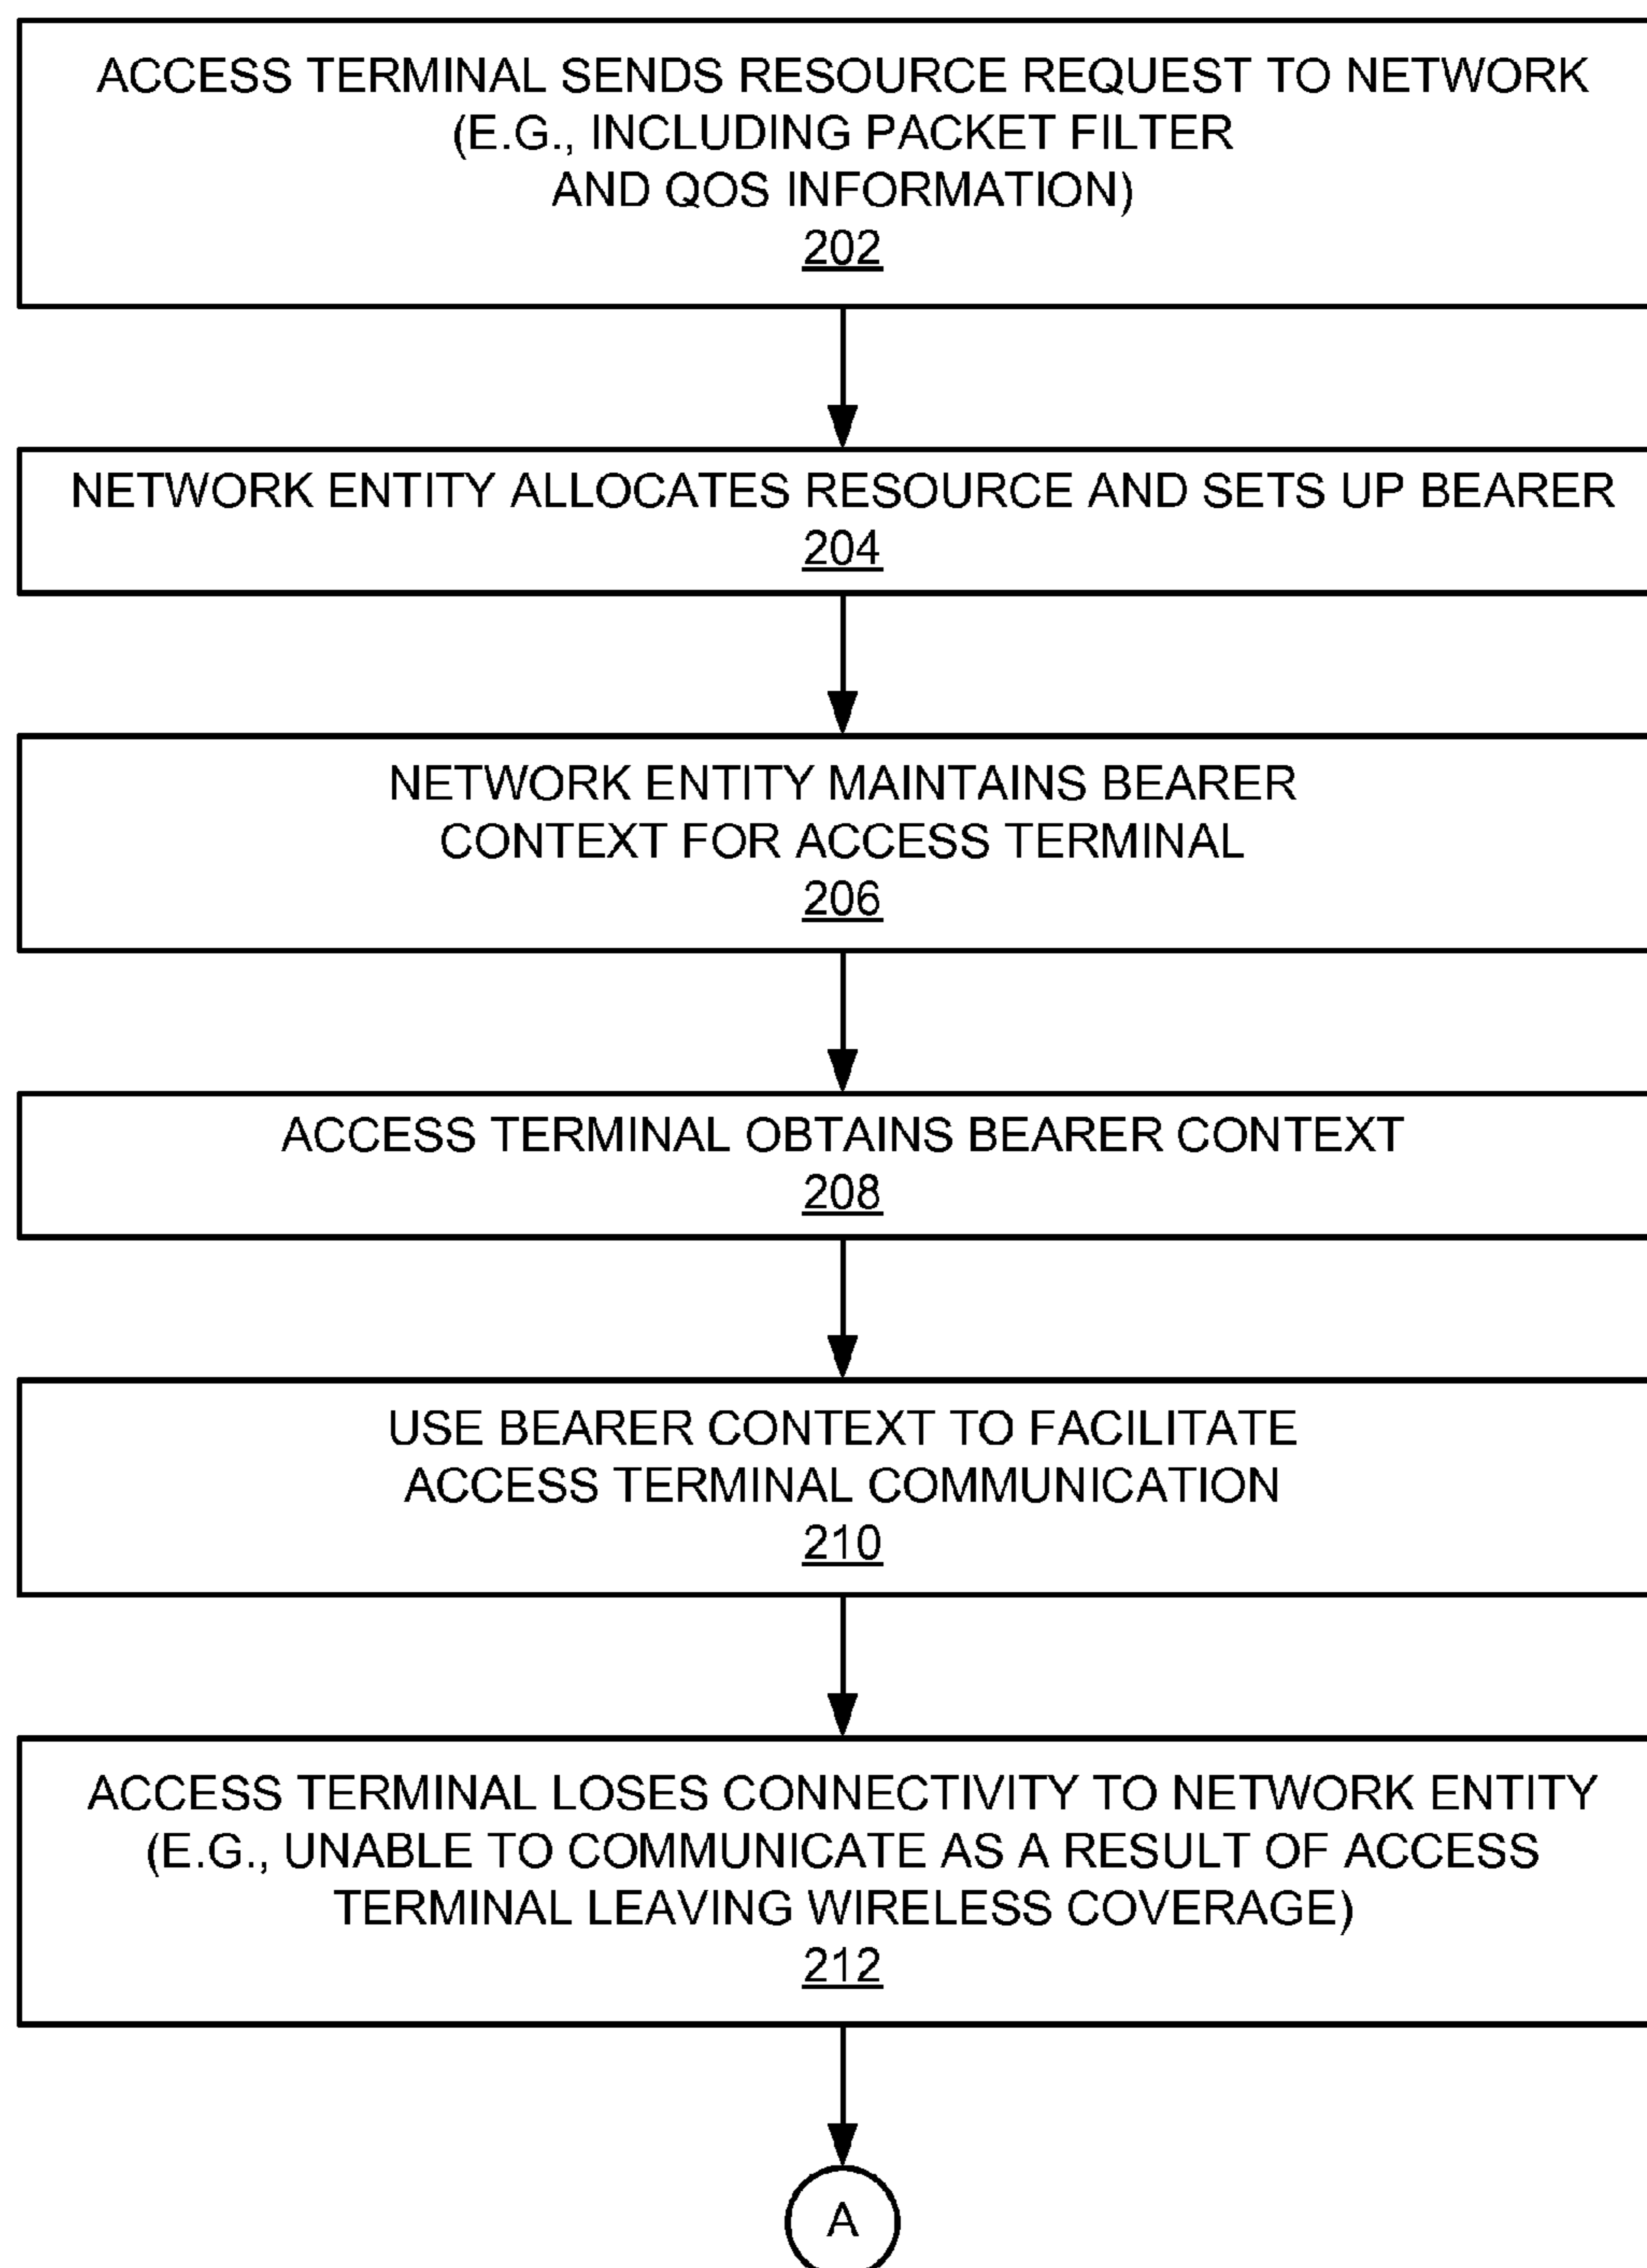 ACCESS TERMINAL SENDS RESOURCE REQUEST TO NETWORK
(E.G., INCLUDING PACKET FILTER
AND QOS INFORMATION)
202
NETWORK ENTITY ALLOCATES RESOURCE AND SETS UP BEARER
204
NETWORK ENTITY MAINTAINS BEARER
CONTEXT FOR ACCESS TERMINAL
206
ACCESS TERMINAL OBTAINS BEARER CONTEXT
208
USE BEARER CONTEXT TO FACILITATE
ACCESS TERMINAL COMMUNICATION
210
ACCESS TERMINAL LOSES CONNECTIVITY TO NETWORK ENTITY
(E.G., UNABLE TO COMMUNICATE AS A RESULT OF ACCESS
TERMINAL LEAVING WIRELESS COVERAGE)
212
A